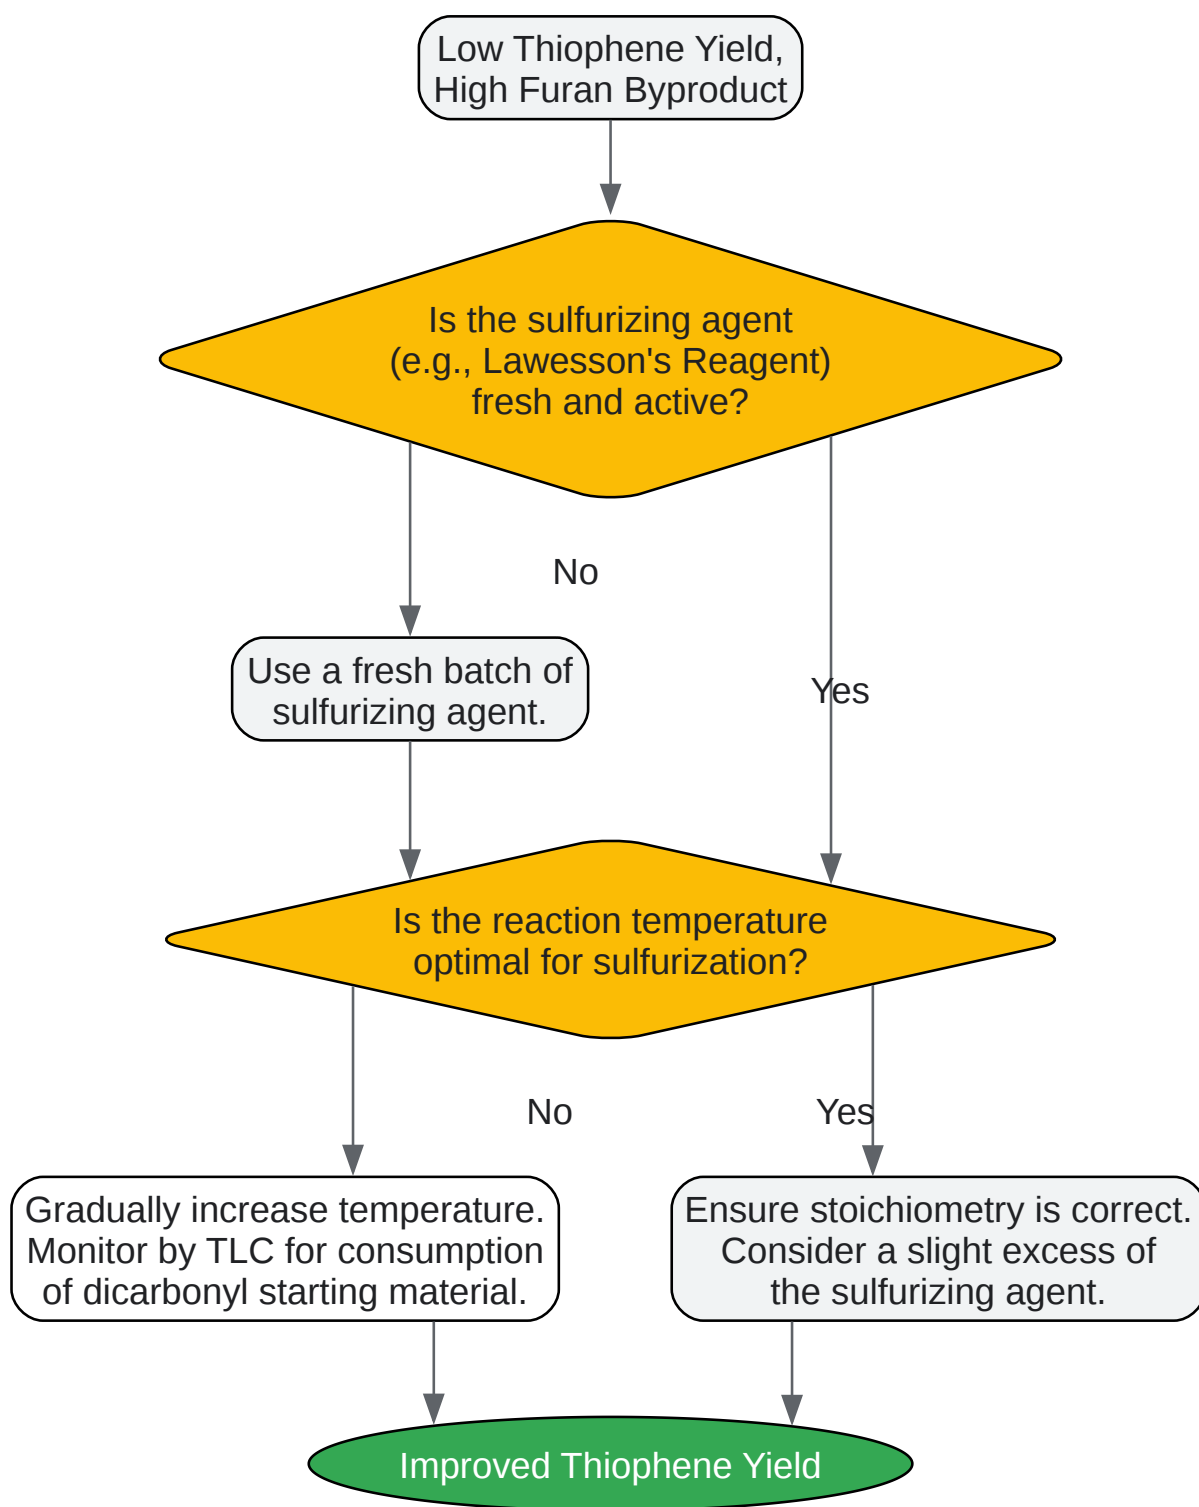 Low Thiophene Yield,
High Furan Byproduct
Is the sulfurizing agent
(e.g., Lawesson's Reagent)
fresh and active?
No
Use a fresh batch of
sulfurizing agent.
Yes
Is the reaction temperature
optimal for sulfurization?
No
Yes
Gradually increase temperature.
Monitor by TLC for consumption
of dicarbonyl starting material.
Ensure stoichiometry is correct.
Consider a slight excess of
the sulfurizing agent.
Improved Thiophene Yield